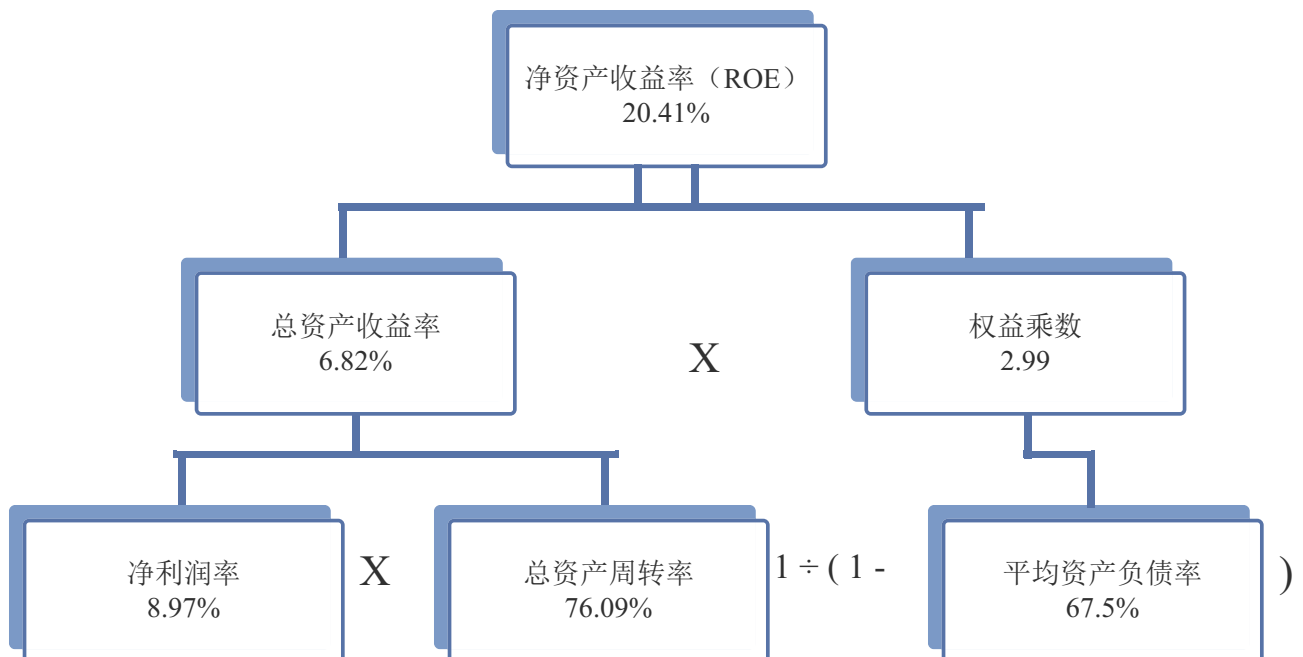 净资产收益率（ROE）
20.41%
总资产收益率
6.82%
X
权益乘数
2.99
净利润率
8.97%
X
总资产周转率
76.09%
1 ÷ ( 1 -
平均资产负债率
67.5%
)